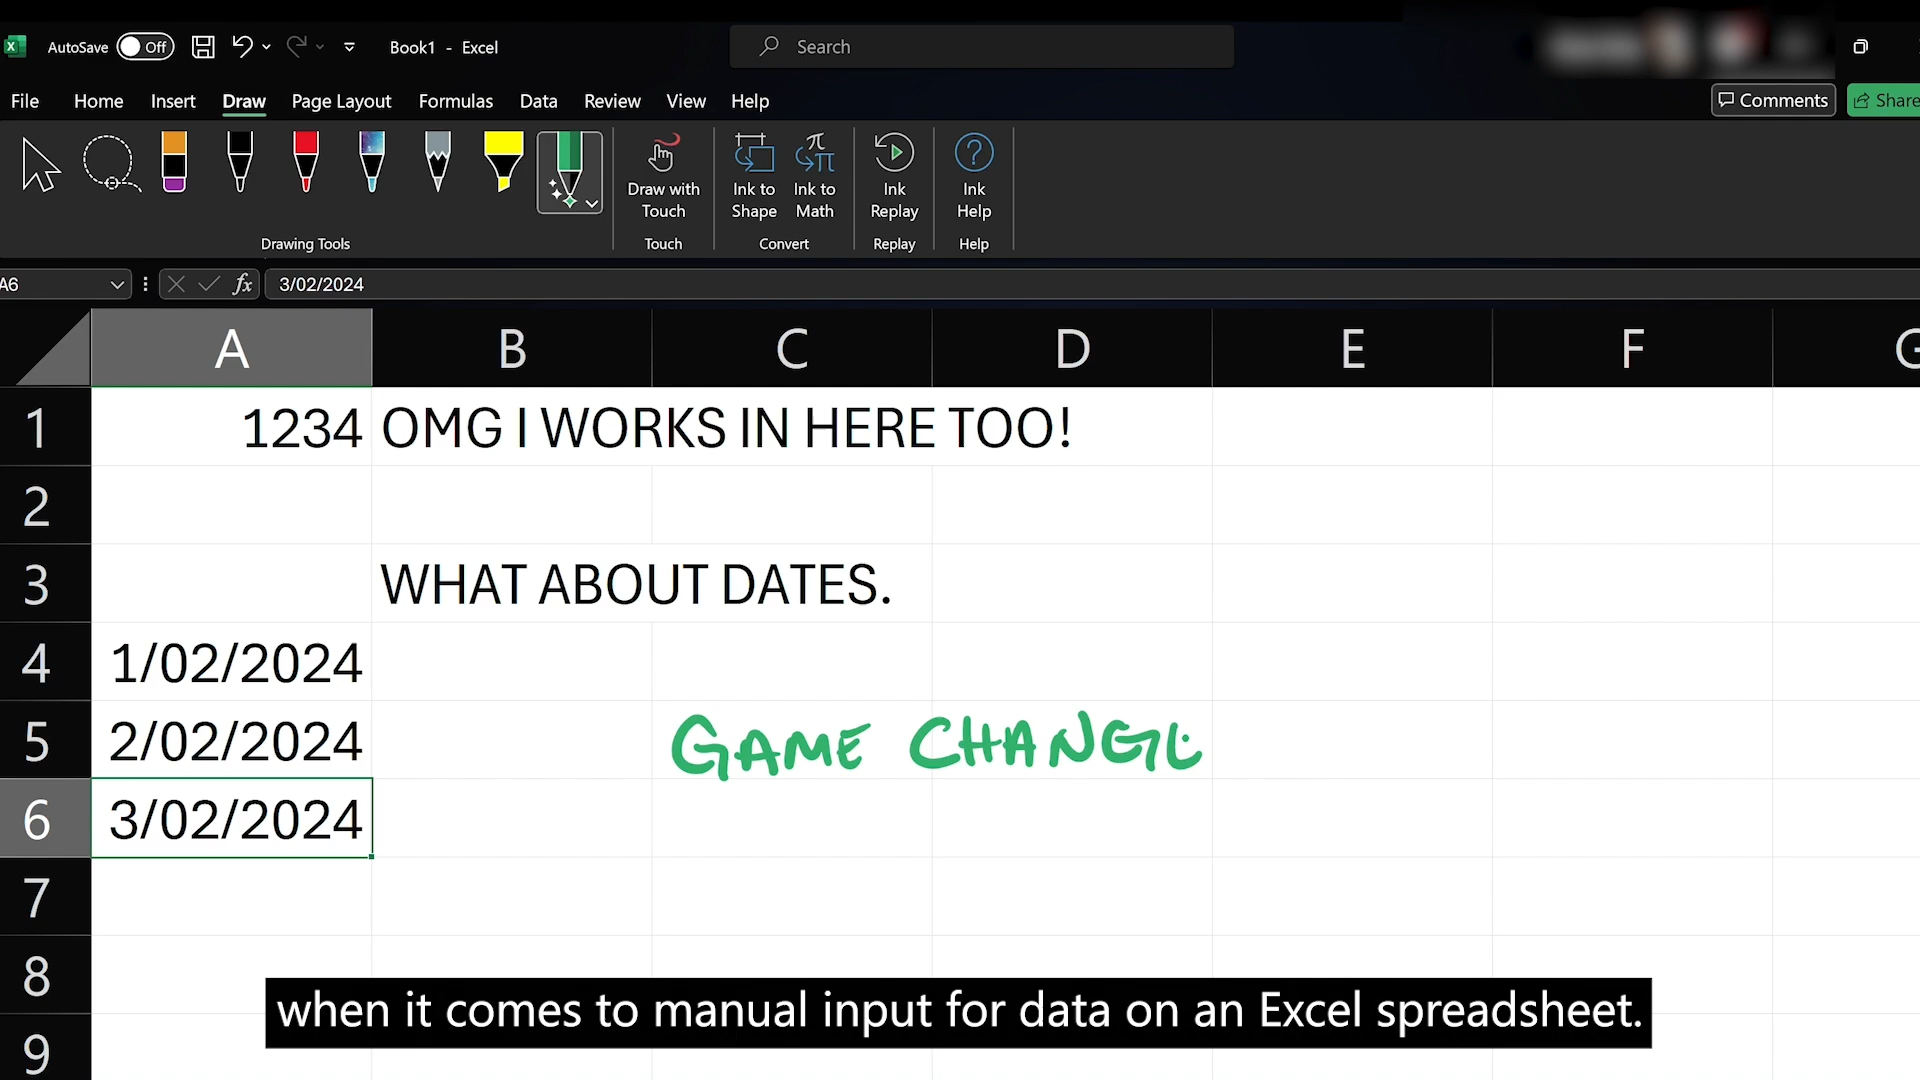 AutoSave Off Book1 - Excel Search
File Home Insert Draw Page Layout Formulas Data Review View Help Comments Share
Draw with Touch Ink to Shape Ink to Math Ink Replay Ink Help
Drawing Tools Touch Convert Replay Help
A6 fx 3/02/2024
A B C D E F G
1 1234 OMG I WORKS IN HERE TOO!
2
3 WHAT ABOUT DATES.
4 1/02/2024
5 2/02/2024 GAME CHANGE
6 3/02/2024
7
8
when it comes to manual input for data on an Excel spreadsheet.
9